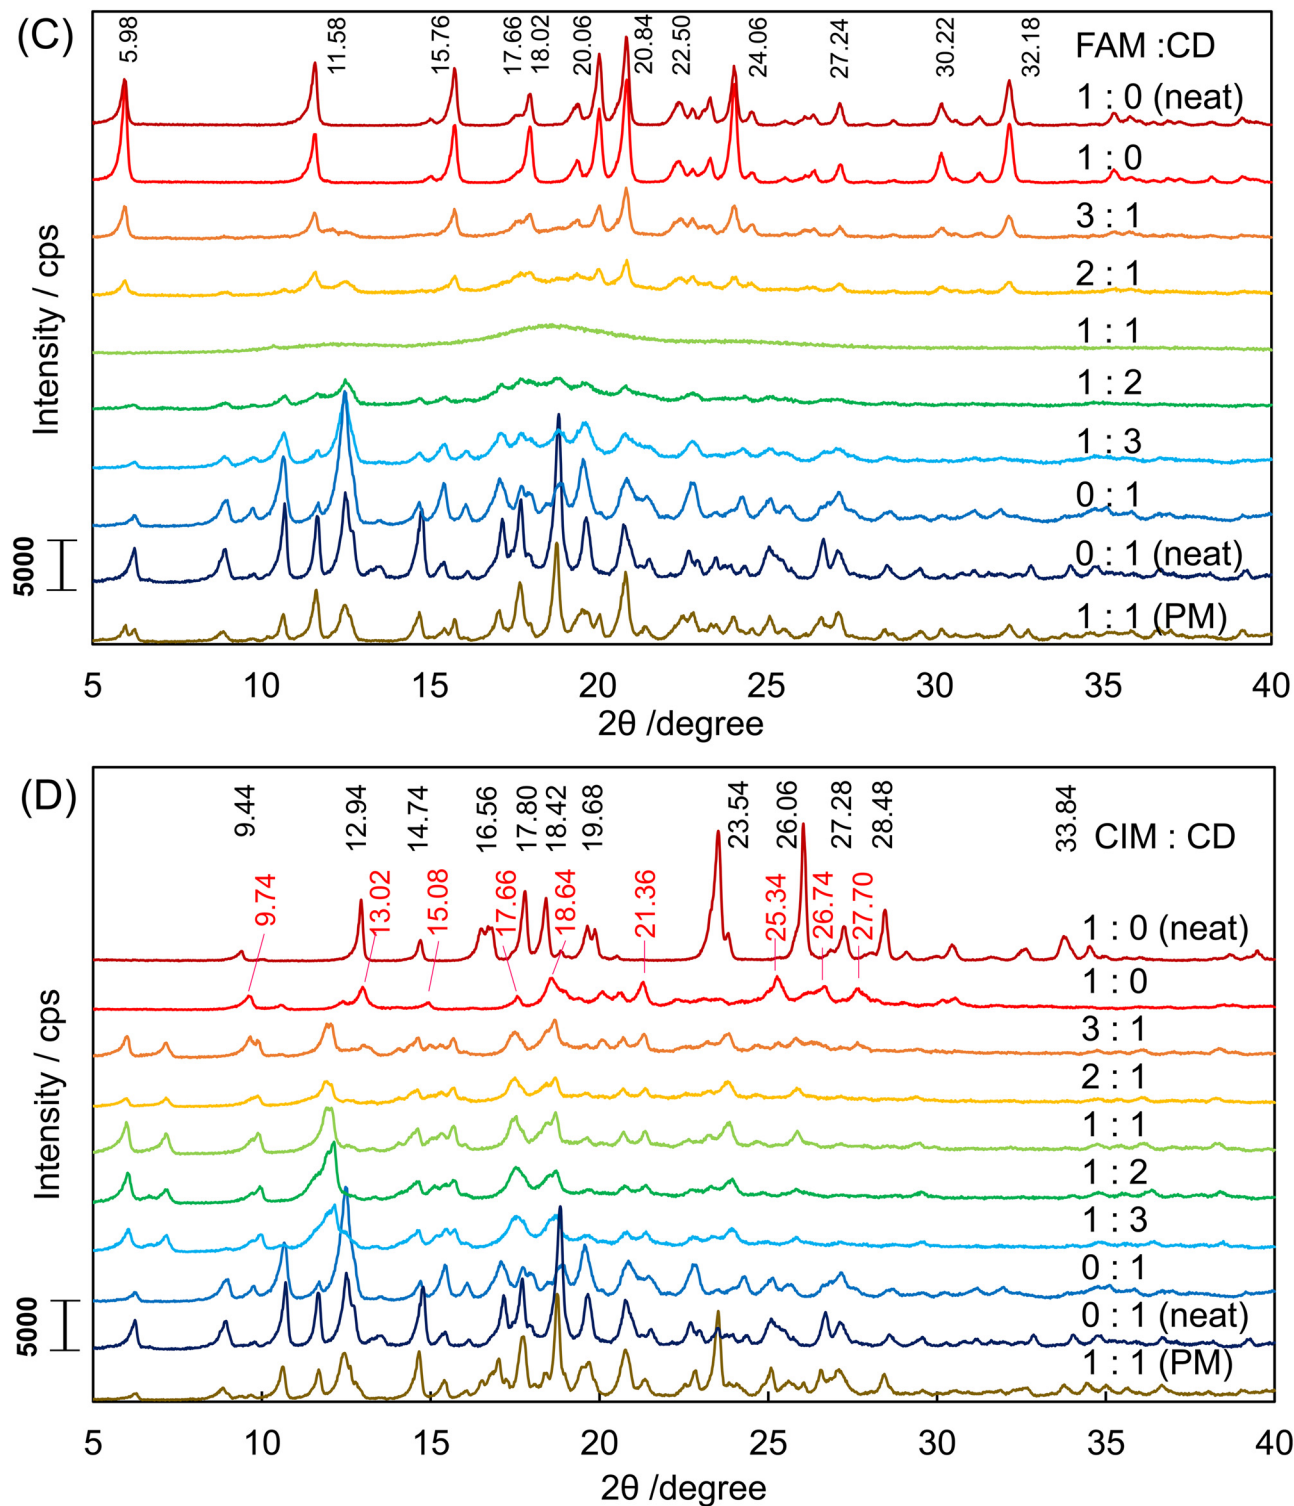 (C)
5.98
11.58
15.76
17.66
18.02
20.06
20.84
22.50
24.06
27.24
30.22
32.18
FAM :CD
1 : 0 (neat)
1 : 0
3 : 1
2 : 1
1 : 1
1 : 2
1 : 3
0 : 1
0 : 1 (neat)
1 : 1 (PM)
Intensity / cps
5000
5 10 15 20 25 30 35 40
2θ /degree
(D)
9.44
12.94
14.74
16.56
17.80
18.42
19.68
23.54
26.06
27.28
28.48
33.84
CIM : CD
9.74
13.02
15.08
17.66
18.64
21.36
25.34
26.74
27.70
1 : 0 (neat)
1 : 0
3 : 1
2 : 1
1 : 1
1 : 2
1 : 3
0 : 1
0 : 1 (neat)
1 : 1 (PM)
Intensity / cps
5000
5 10 15 20 25 30 35 40
2θ /degree